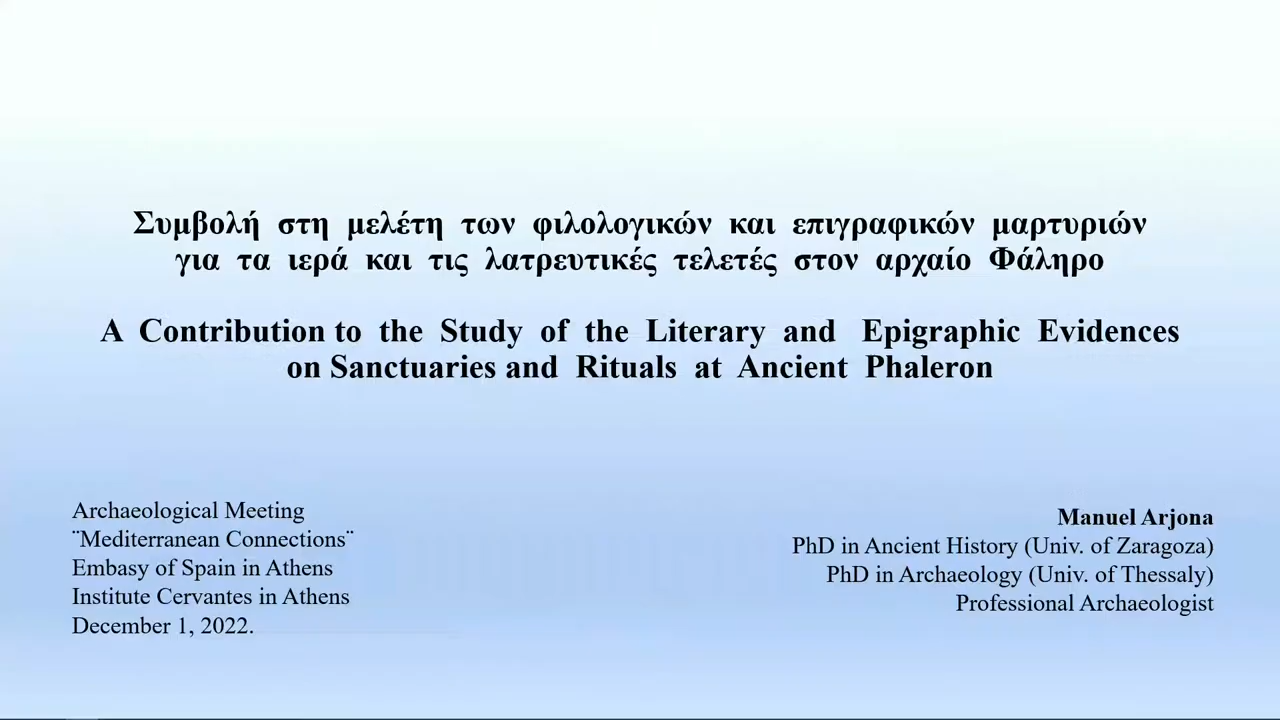 Συμβολή στη μελέτη των φιλολογικών και επιγραφικών μαρτυριών
για τα ιερά και τις λατρευτικές τελετές στον αρχαίο Φάληρο
A Contribution to the Study of the Literary and Epigraphic Evidences
on Sanctuaries and Rituals at Ancient Phaleron
Archaeological Meeting
¨Mediterranean Connections¨
Embasy of Spain in Athens
Institute Cervantes in Athens
December 1, 2022.
Manuel Arjona
PhD in Ancient History (Univ. of Zaragoza)
PhD in Archaeology (Univ. of Thessaly)
Professional Archaeologist